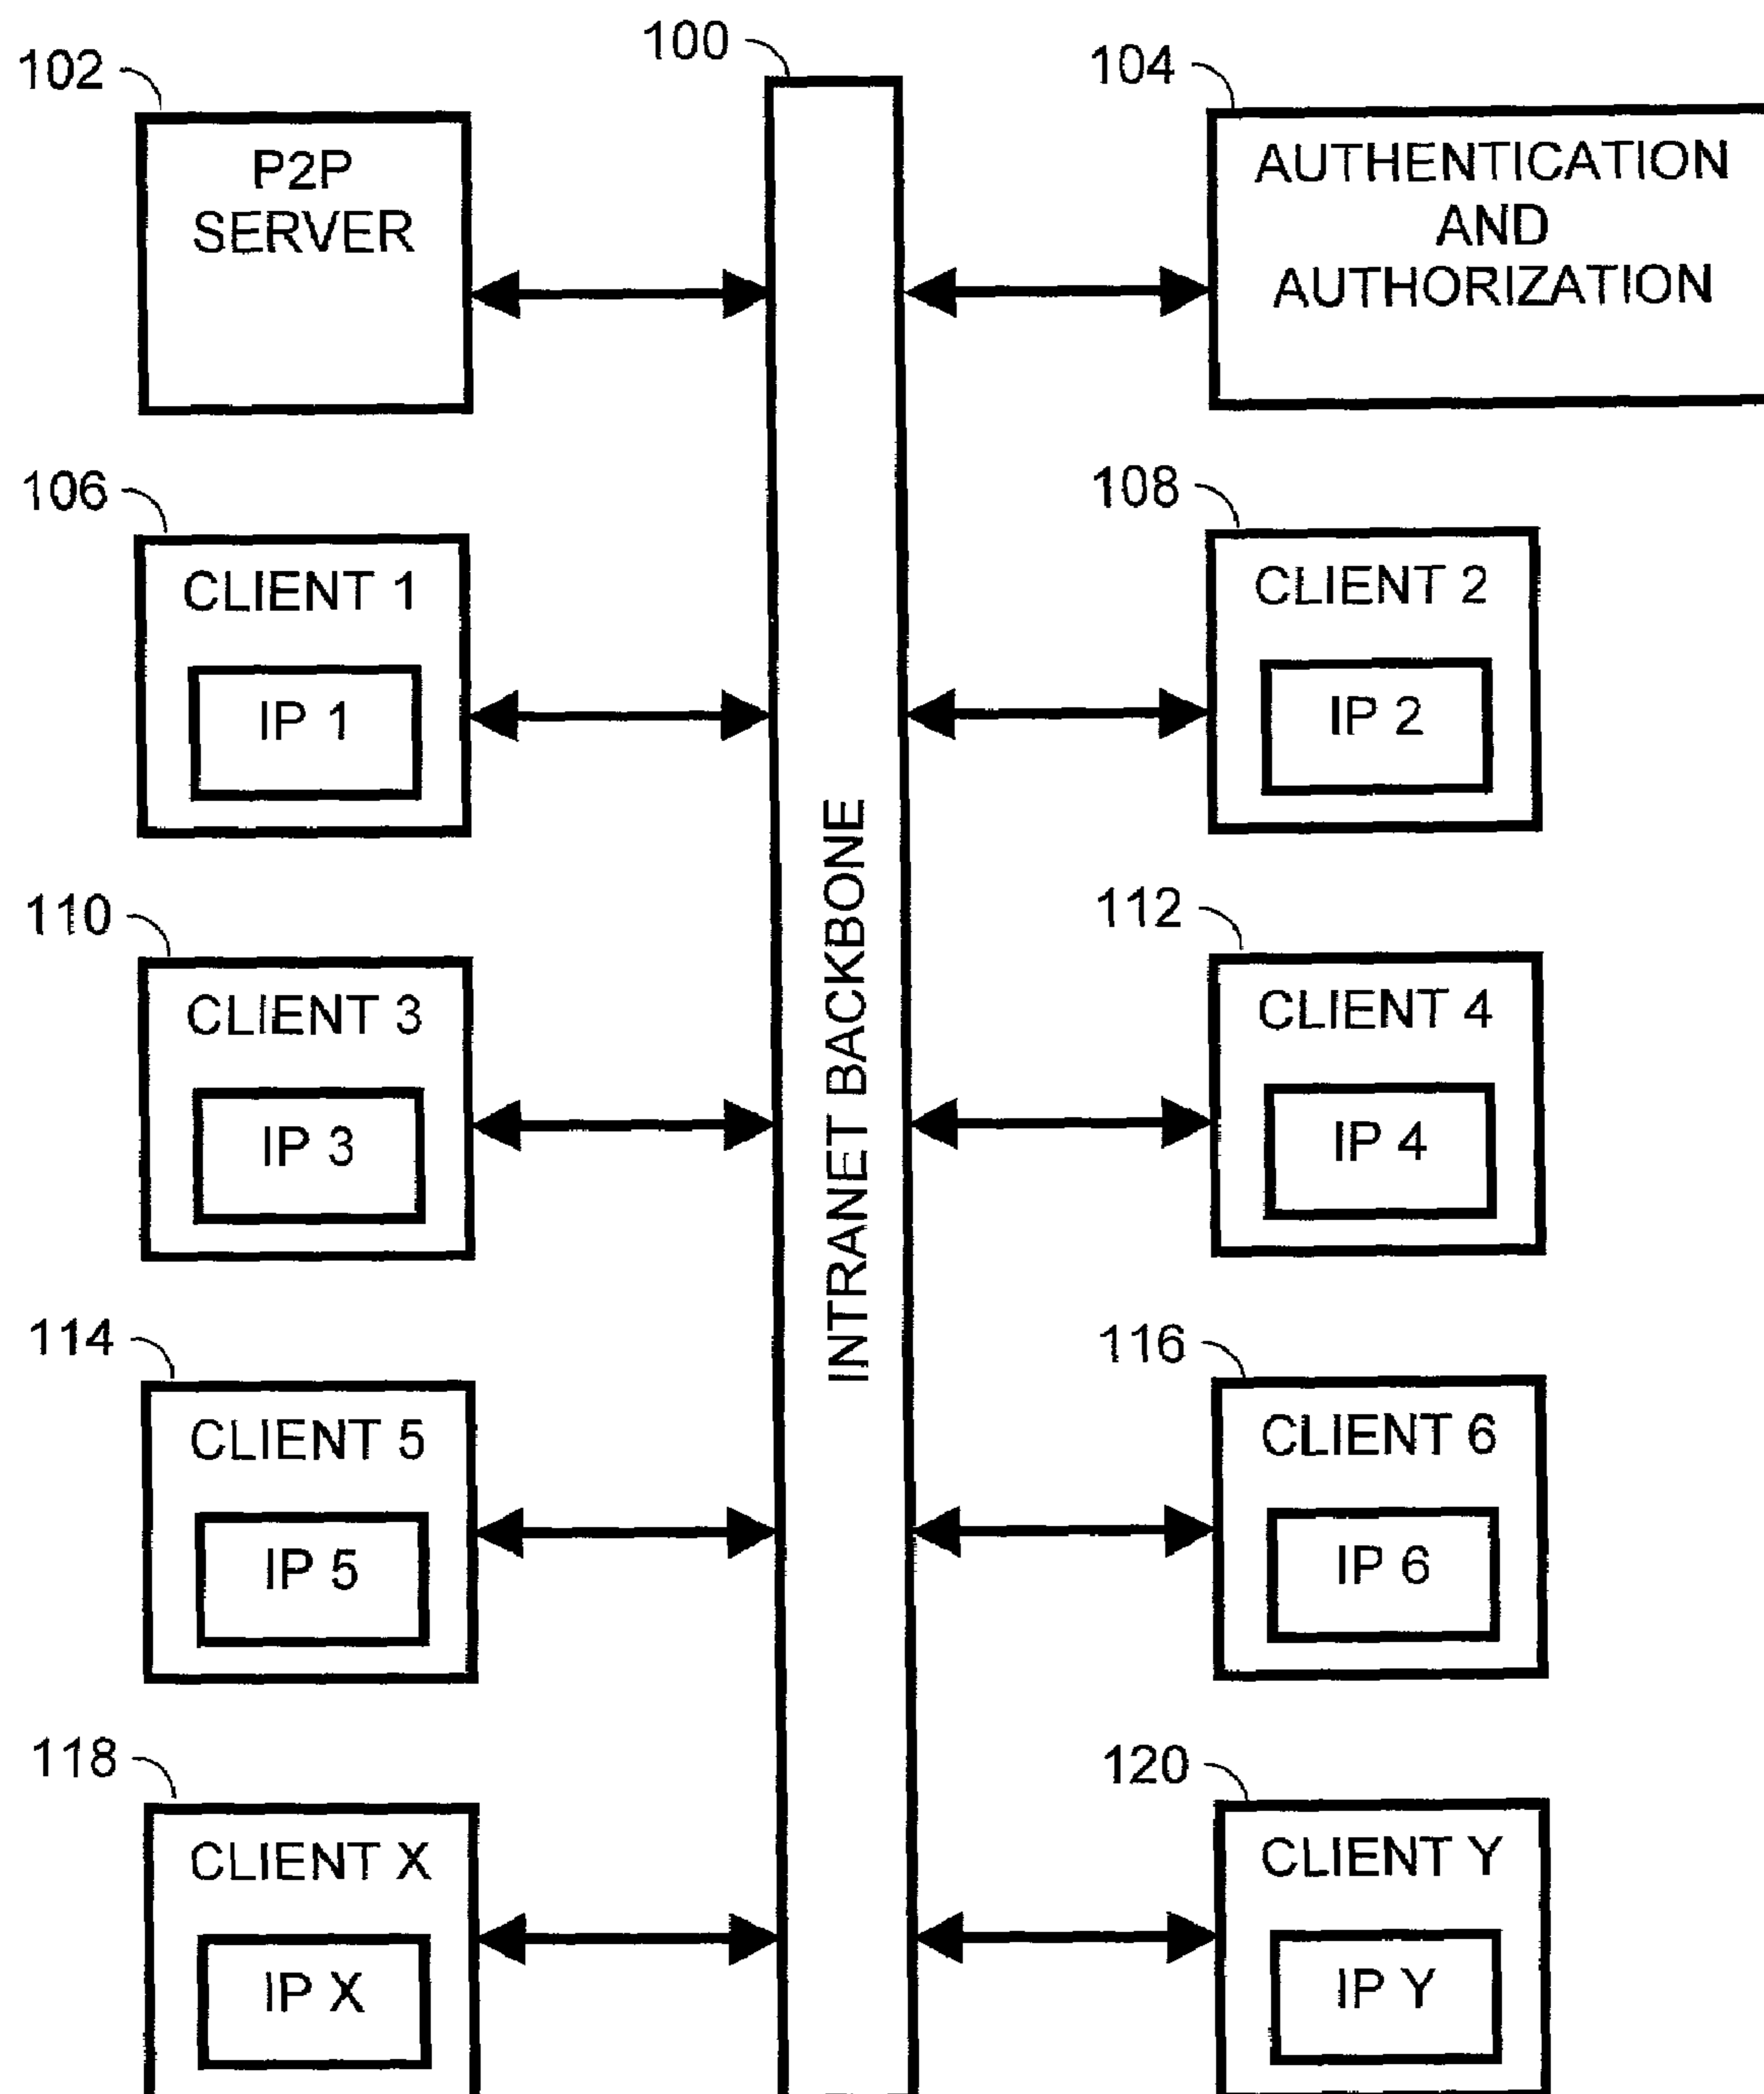 100
102
P2P
SERVER
104
AUTHENTICATION
AND
AUTHORIZATION
106
CLIENT 1
IP 1
108
CLIENT 2
IP 2
INTRANET BACKBONE
110
CLIENT 3
IP 3
112
CLIENT 4
IP 4
114
CLIENT 5
IP 5
116
CLIENT 6
IP 6
118
CLIENT X
IP X
120
CLIENT Y
IP Y